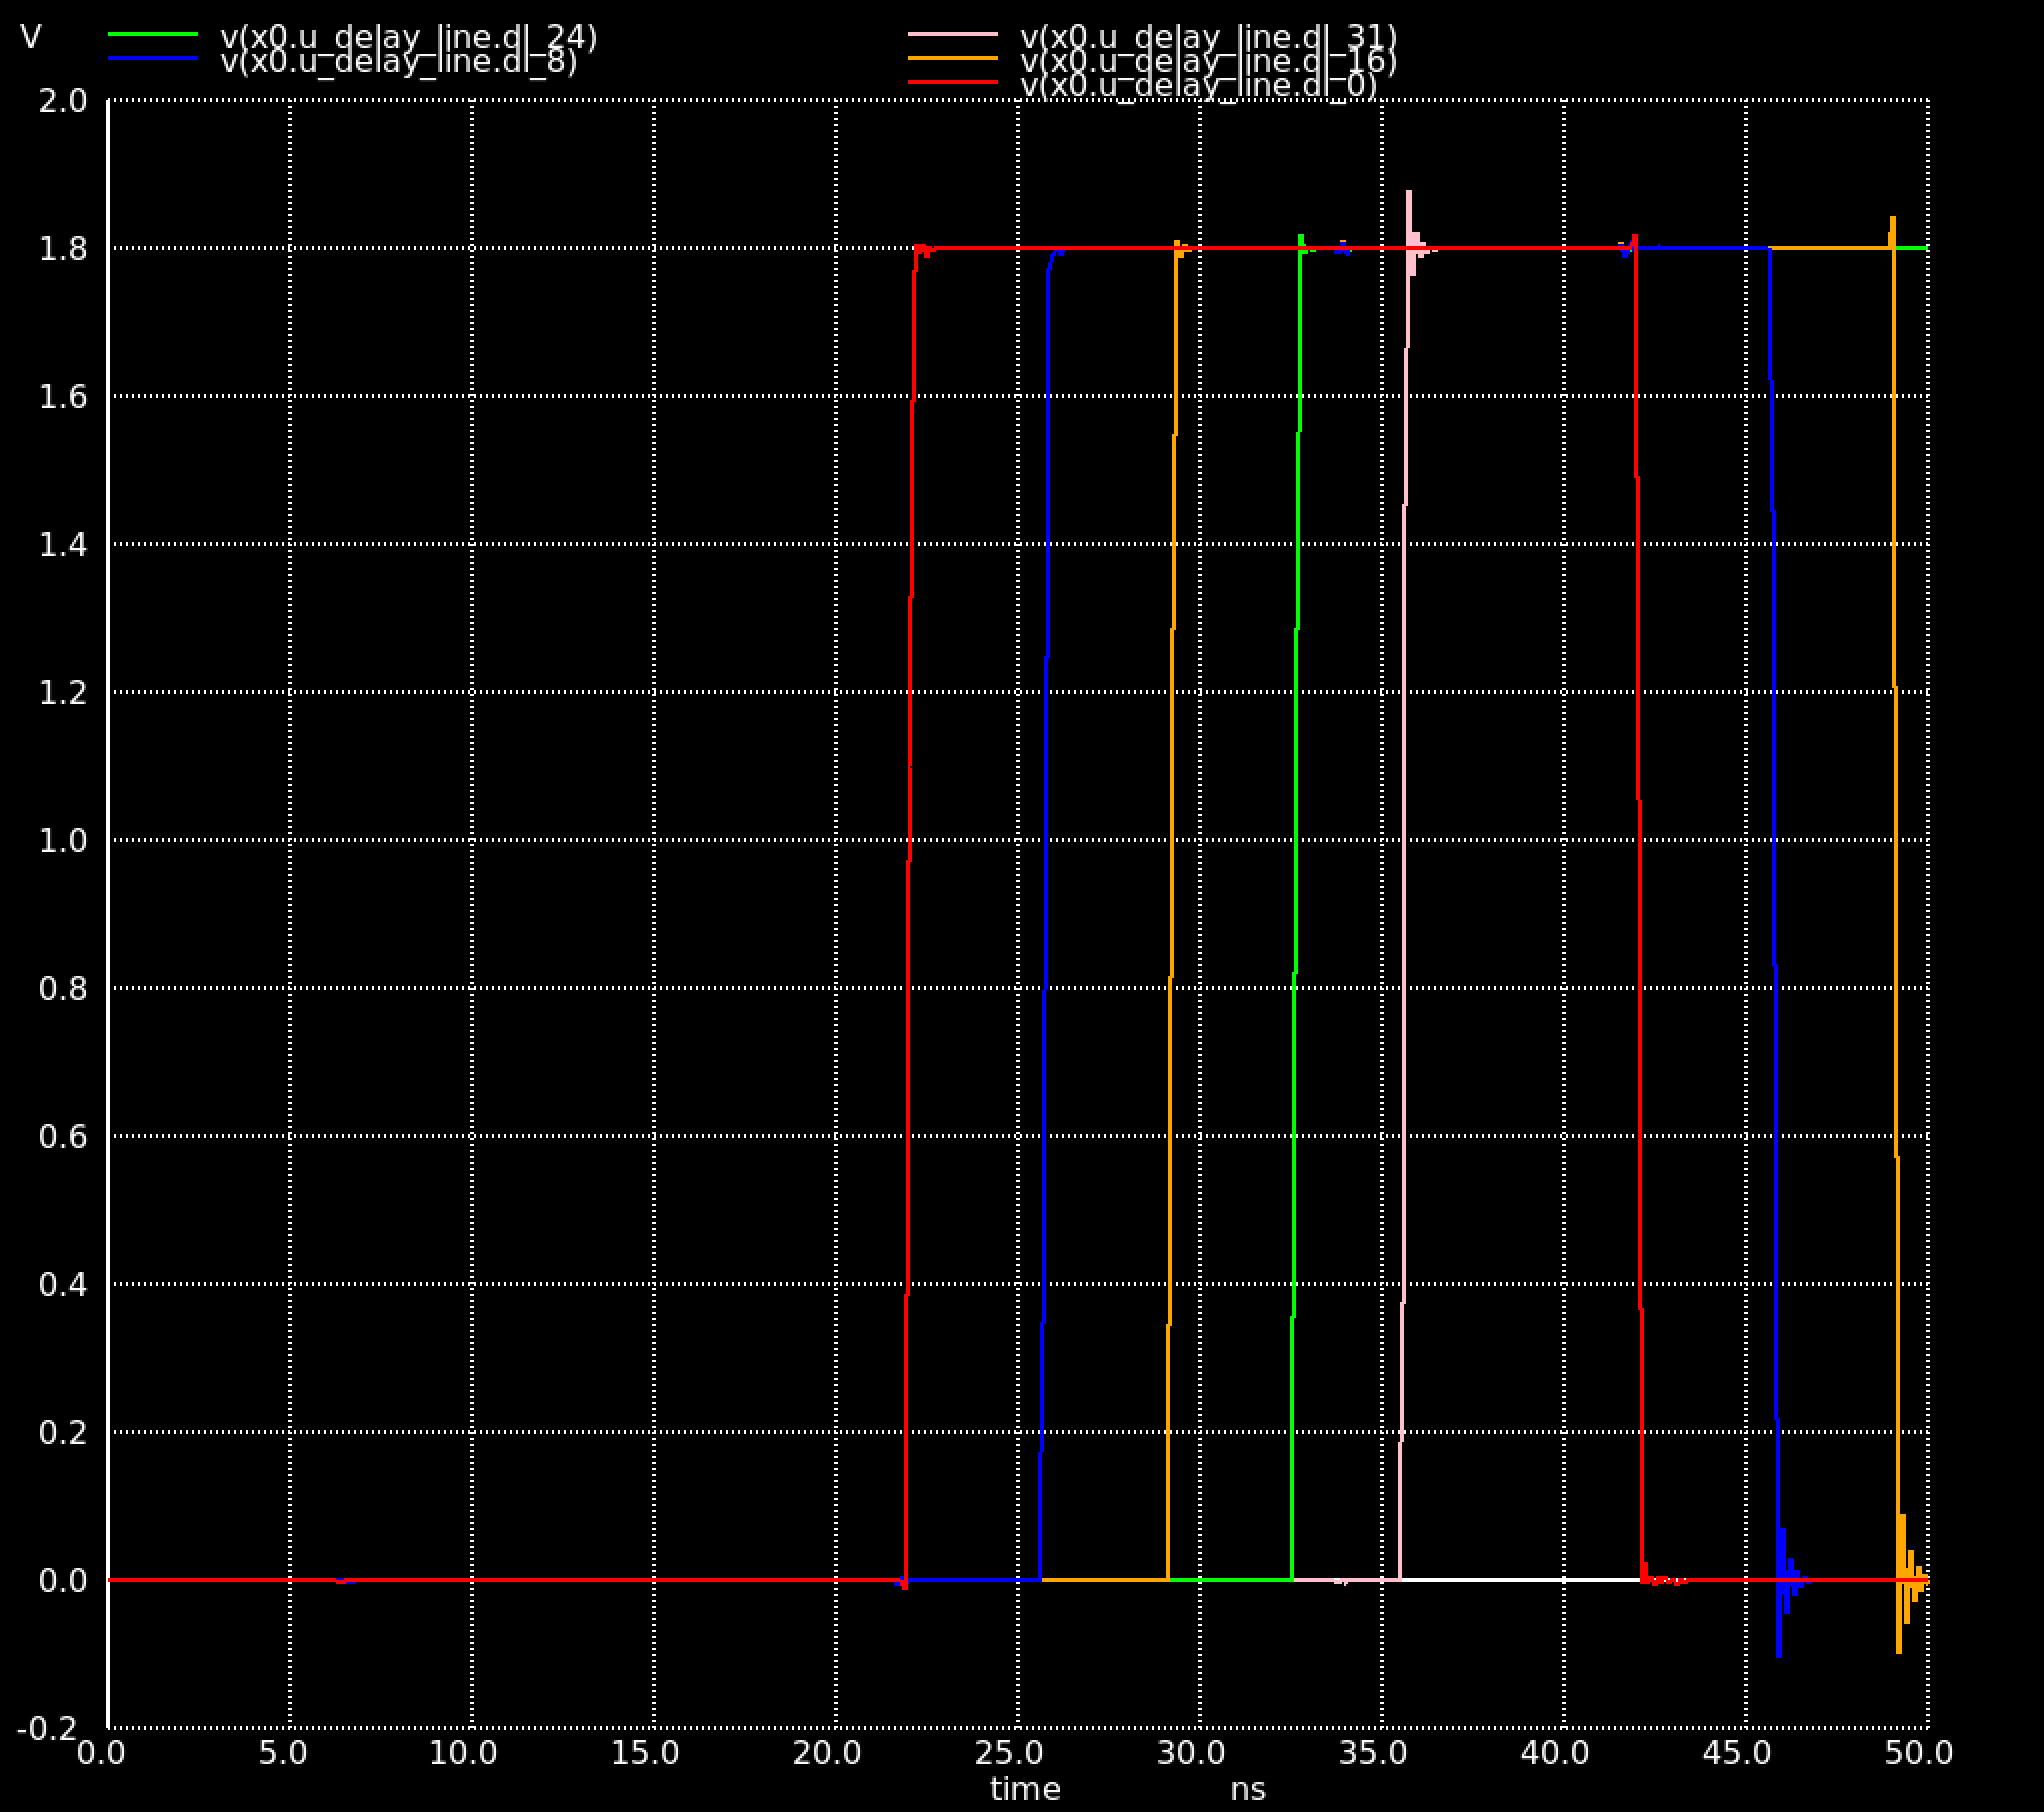 V
v(x0.u_delay_line.dl_24)
v(x0.u_delay_line.dl_31)
v(x0.u_delay_line.dl_8)
v(x0.u_delay_line.dl_16)
v(x0.u_delay_line.dl_0)
2.0
1.8
1.6
1.4
1.2
1.0
0.8
0.6
0.4
0.2
0.0
-0.2
0.0 5.0 10.0 15.0 20.0 25.0 30.0 35.0 40.0 45.0 50.0
time ns